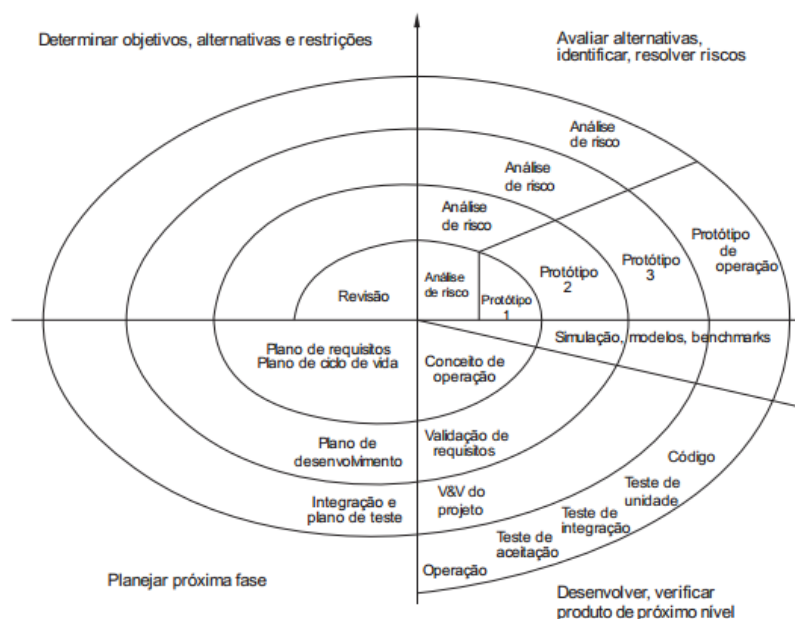 Determinar objetivos, alternativas e restrições
Avaliar alternativas,
identificar, resolver riscos
Análise
de risco
Análise
de risco
Análise
de risco
Análise
de risco
Revisão
Protótipo
1
Protótipo
2
Protótipo
3
Protótipo
de
operação
Simulação, modelos, benchmarks
Plano de requisitos
Plano de ciclo de vida
Conceito de
operação
Plano de
desenvolvimento
Validação de
requisitos
Integração e
plano de teste
V&V do
projeto
Código
Teste de
unidade
Teste de
integração
Teste de
aceitação
Operação
Planejar próxima fase
Desenvolver, verificar
produto de próximo nível